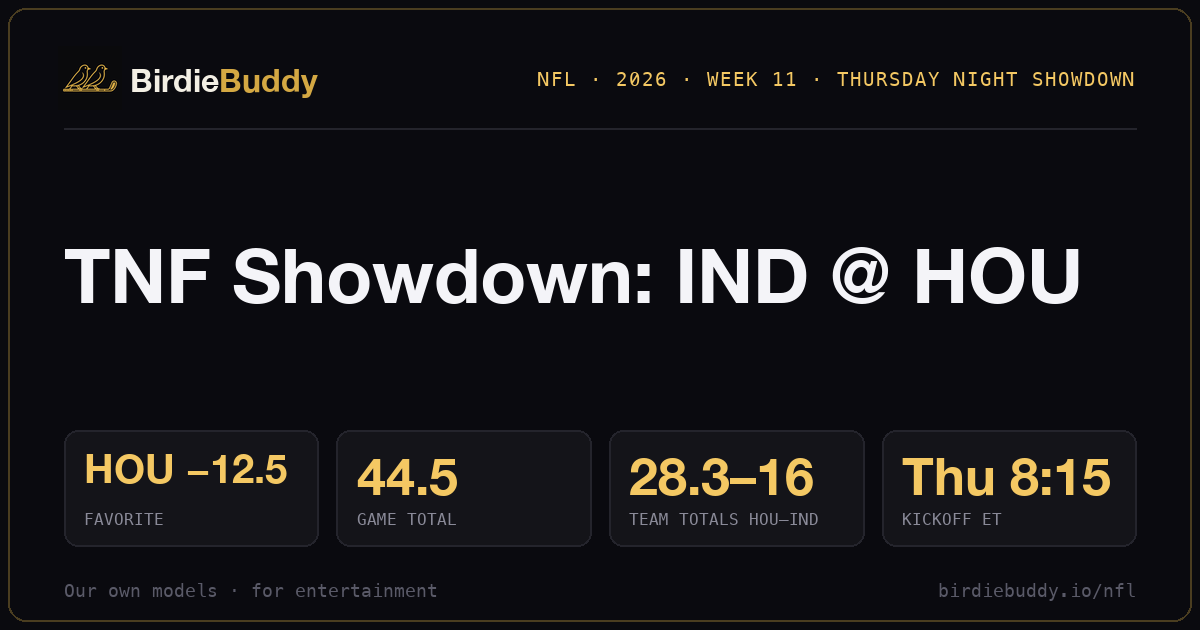 BirdieBuddy
NFL · 2026 · WEEK 11 · THURSDAY NIGHT SHOWDOWN
TNF Showdown: IND @ HOU
HOU −12.5
FAVORITE
44.5
GAME TOTAL
28.3–16
TEAM TOTALS HOU–IND
Thu 8:15
KICKOFF ET
Our own models · for entertainment
birdiebuddy.io/nfl